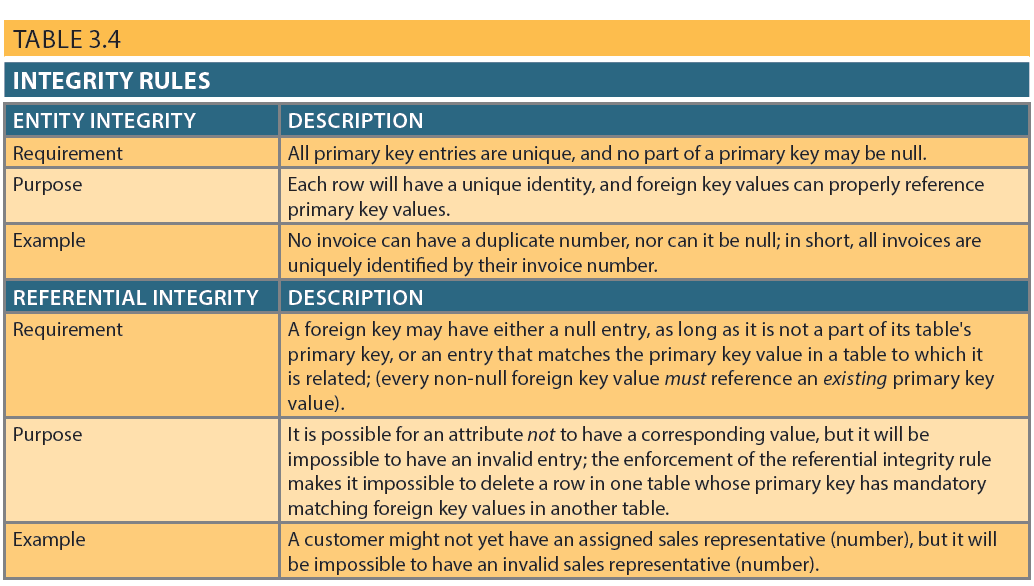 TABLE 3.4
INTEGRITY RULES
ENTITY INTEGRITY DESCRIPTION
Requirement All primary key entries are unique, and no part of a primary key may be null.
Purpose Each row will have a unique identity, and foreign key values can properly reference
primary key values.
Example No invoice can have a duplicate number, nor can it be null; in short, all invoices are
uniquely identified by their invoice number.
REFERENTIAL INTEGRITY DESCRIPTION
Requirement A foreign key may have either a null entry, as long as it is not a part of its table's
primary key, or an entry that matches the primary key value in a table to which it
is related; (every non-null foreign key value must reference an existing primary key
value).
Purpose It is possible for an attribute not to have a corresponding value, but it will be
impossible to have an invalid entry; the enforcement of the referential integrity rule
makes it impossible to delete a row in one table whose primary key has mandatory
matching foreign key values in another table.
Example A customer might not yet have an assigned sales representative (number), but it will
be impossible to have an invalid sales representative (number).